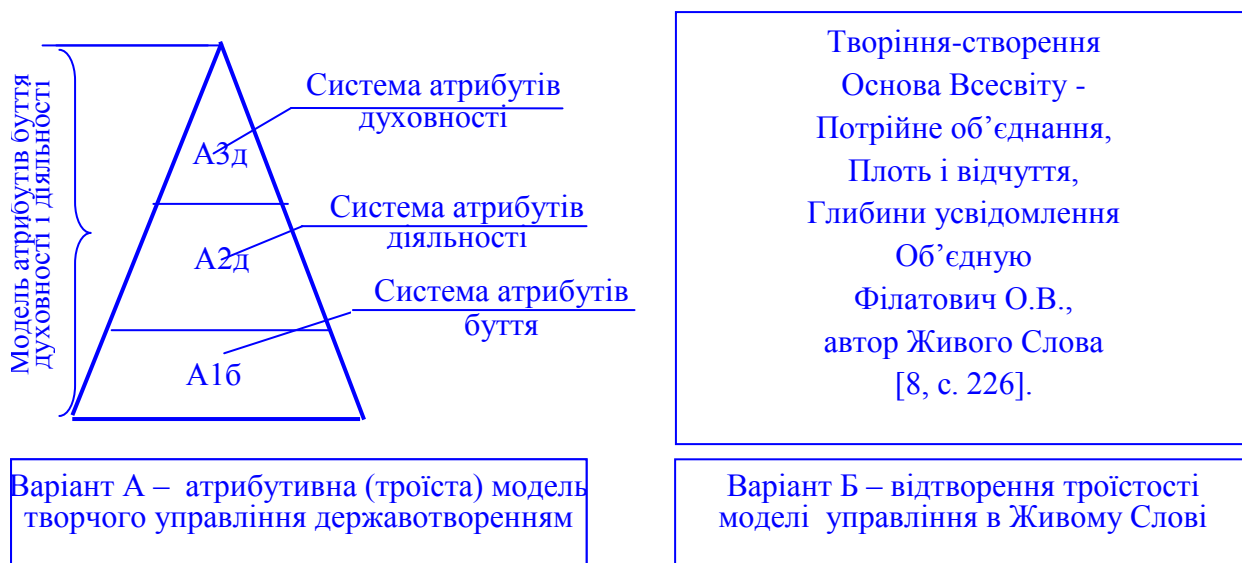 Модель атрибутів буття
духовності і діяльності
Система атрибутів
духовності
А3д
Система атрибутів
діяльності
А2д
Система атрибутів
буття
А1б
Варіант А – атрибутивна (троїста) модель
творчого управління державотворенням
Творіння-створення
Основа Всесвіту -
Потрійне об’єднання,
Плоть і відчуття,
Глибини усвідомлення
Об’єдную
Філатович О.В.,
автор Живого Слова
[8, с. 226].
Варіант Б – відтворення троїстості
моделі управління в Живому Слові